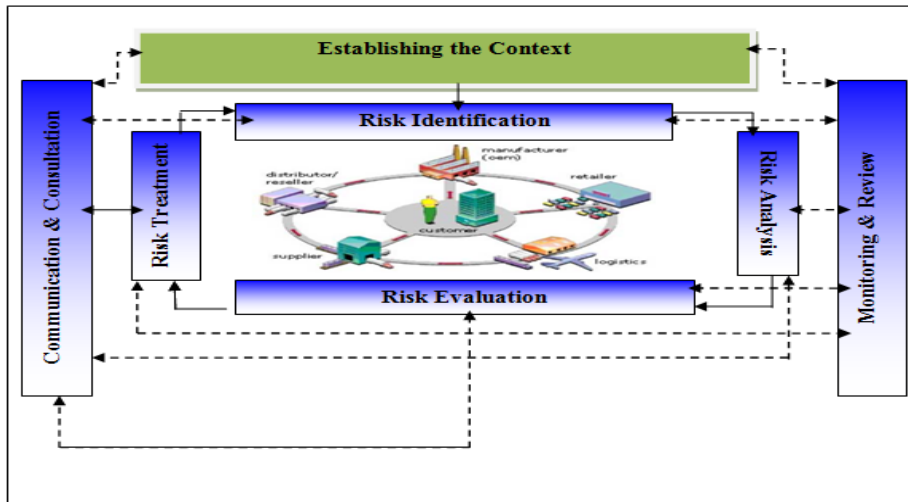 Establishing the Context
Risk Identification
Communication & Consultation
Risk Treatment
manufacturer
(oem)
distributor/
reseller
retailer
customer
supplier
logistics
Risk Analysis
Monitoring & Review
Risk Evaluation